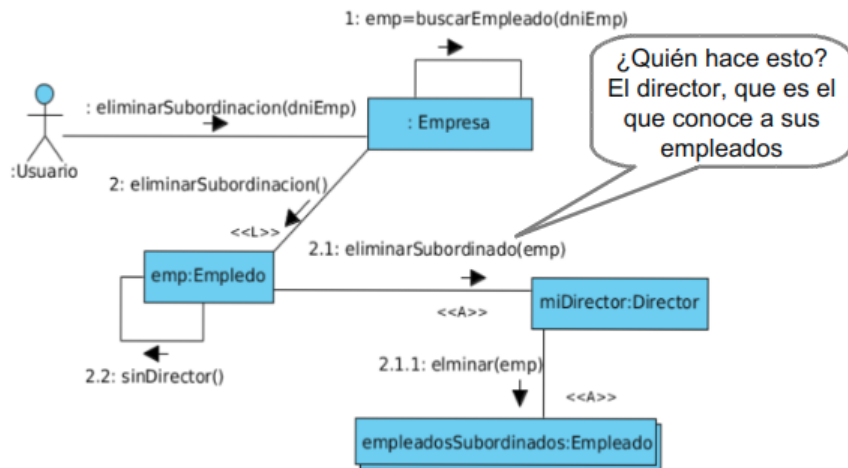 1: emp=buscarEmpleado(dniEmp)
¿Quién hace esto?
El director, que es el
que conoce a sus
empleados
: eliminarSubordinacion(dniEmp)
: Empresa
:Usuario
2: eliminarSubordinacion()
<<L>>
2.1: eliminarSubordinado(emp)
emp:Empledo
<<A>>
miDirector:Director
2.2: sinDirector()
2.1.1: elminar(emp)
<<A>>
empleadosSubordinados:Empleado